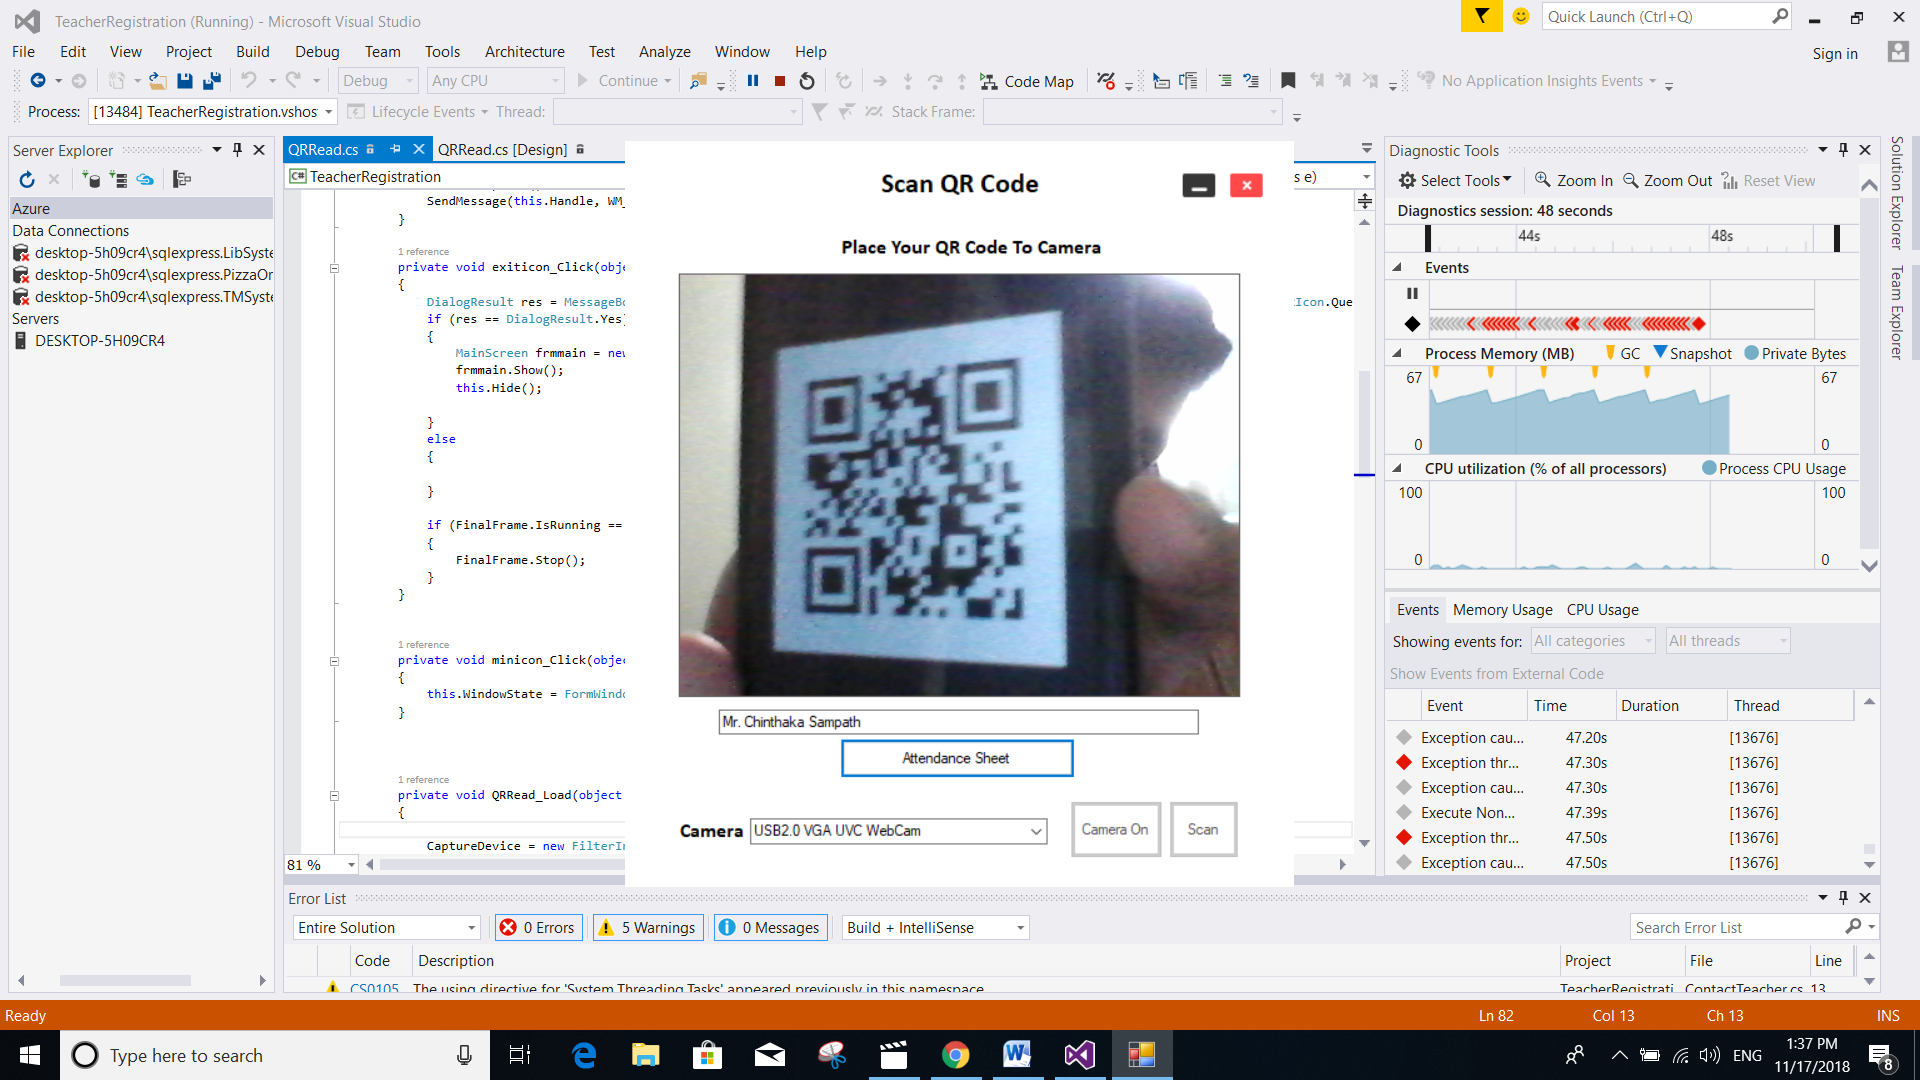 TeacherRegistration (Running) - Microsoft Visual Studio
Quick Launch (Ctrl+Q)
File Edit View Project Build Debug Team Tools Architecture Test Analyze Window Help
Sign in
Debug Any CPU Continue Code Map No Application Insights Events
Process: [13484] TeacherRegistration.vshos Lifecycle Events Thread: Stack Frame:
Server Explorer
Azure
Data Connections
desktop-5h09cr4\sqlexpress.LibSyste
desktop-5h09cr4\sqlexpress.PizzaOr
desktop-5h09cr4\sqlexpress.TMSyste
Servers
DESKTOP-5H09CR4
QRRead.cs QRRead.cs [Design]
C# TeacherRegistration
s e)
SendMessage(this.Handle, WM_
}
1 reference
private void exiticon_Click(obje
{
DialogResult res = MessageBo
Icon.Que
if (res == DialogResult.Yes)
{
MainScreen frmmain = new
frmmain.Show();
this.Hide();
}
else
{
}
if (FinalFrame.IsRunning ==
{
FinalFrame.Stop();
}
}
1 reference
private void minicon_Click(objec
{
this.WindowState = FormWindo
}
1 reference
private void QRRead_Load(object
{
CaptureDevice = new FilterIn
81 %
Scan QR Code
Place Your QR Code To Camera
Mr. Chinthaka Sampath
Attendance Sheet
Camera USB2.0 VGA UVC WebCam Camera On Scan
Diagnostic Tools
Select Tools Zoom In Zoom Out Reset View
Diagnostics session: 48 seconds
44s 48s
Events
Process Memory (MB) GC Snapshot Private Bytes
67 67
0 0
CPU utilization (% of all processors) Process CPU Usage
100 100
0 0
Events Memory Usage CPU Usage
Showing events for: All categories All threads
Show Events from External Code
Event Time Duration Thread
Exception cau... 47.20s [13676]
Exception thr... 47.30s [13676]
Exception cau... 47.30s [13676]
Execute Non... 47.39s [13676]
Exception thr... 47.50s [13676]
Exception cau... 47.50s [13676]
Solution Explorer
Team Explorer
Error List
Entire Solution 0 Errors 5 Warnings 0 Messages Build + IntelliSense Search Error List
Code Description Project File Line
CS0105 The using directive for 'System.Threading.Tasks' appeared previously in this namespace TeacherRegistrati ContactTeacher.cs 13
Ready Ln 82 Col 13 Ch 13 INS
Type here to search
ENG 1:37 PM
11/17/2018
8